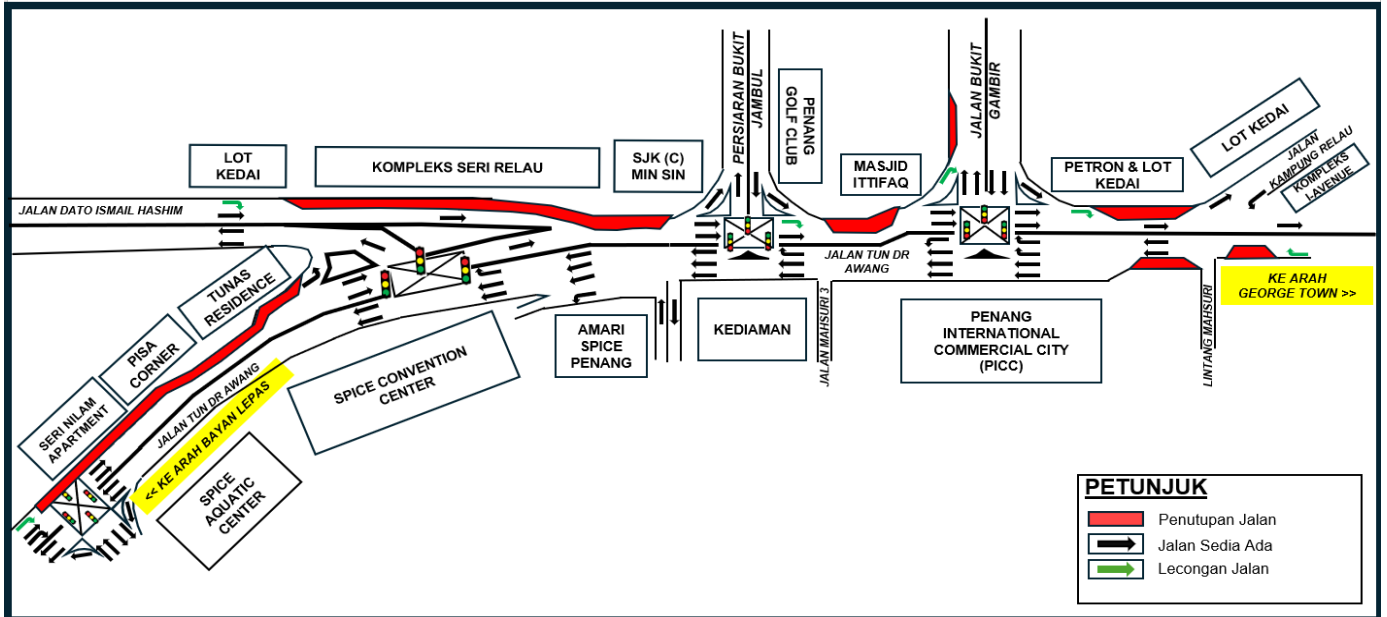 PERSIARAN BUKIT
JAMBUL
PENANG
GOLF CLUB
JALAN BUKIT
GAMBIR
LOT KEDAI
LOT
KEDAI
KOMPLEKS SERI RELAU
SJK (C)
MIN SIN
MASJID
ITTIFAQ
PETRON & LOT
KEDAI
JALAN
KAMPUNG RELAU
KOMPLEKS
I-AVENUE
JALAN DATO ISMAIL HASHIM
JALAN TUN DR
AWANG
TUNAS
RESIDENCE
KE ARAH
GEORGE TOWN >>
PISA
CORNER
AMARI
SPICE
PENANG
KEDIAMAN
JALAN MAHSURI 3
PENANG
INTERNATIONAL
COMMERCIAL CITY
(PICC)
LINTANG MAHSURI
SPICE CONVENTION
CENTER
SERI NILAM
APARTMENT
JALAN TUN DR AWANG
<< KE ARAH BAYAN LEPAS
SPICE
AQUATIC
CENTER
PETUNJUK
Penutupan Jalan
Jalan Sedia Ada
Lecongan Jalan